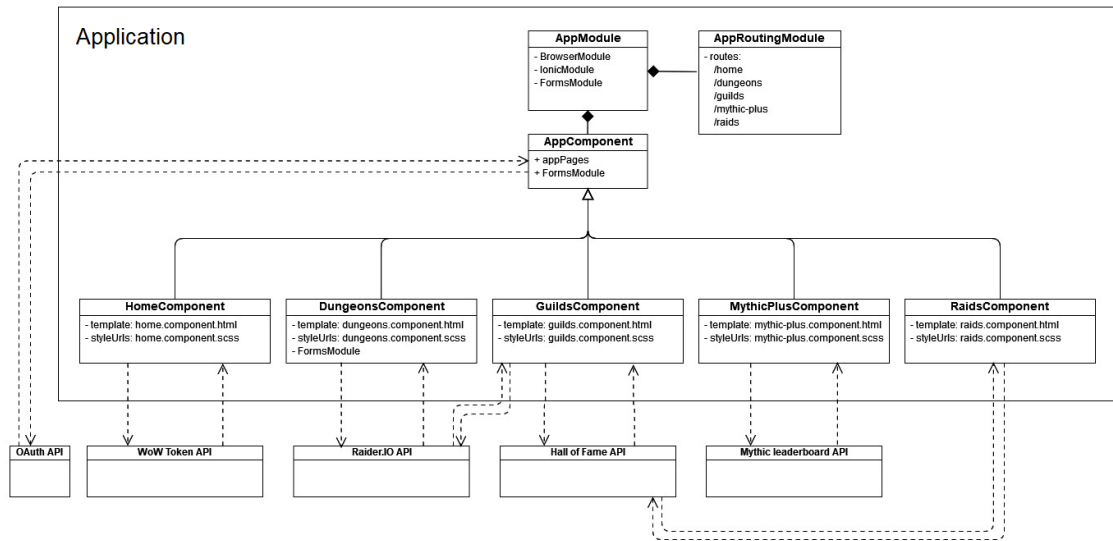 Application
AppModule
- BrowserModule
- IonicModule
- FormsModule
AppRoutingModule
- routes:
/home
/dungeons
/guilds
/mythic-plus
/raids
AppComponent
+ appPages
+ FormsModule
HomeComponent
- template: home.component.html
- styleUrls: home.component.scss
DungeonsComponent
- template: dungeons.component.html
- styleUrls: dungeons.component.scss
- FormsModule
GuildsComponent
- template: guilds.component.html
- styleUrls: guilds.component.scss
MythicPlusComponent
- template: mythic-plus.component.html
- styleUrls: mythic-plus.component.scss
RaidsComponent
- template: raids.component.html
- styleUrls: raids.component.scss
OAuth API
WoW Token API
Raider.IO API
Hall of Fame API
Mythic leaderboard API